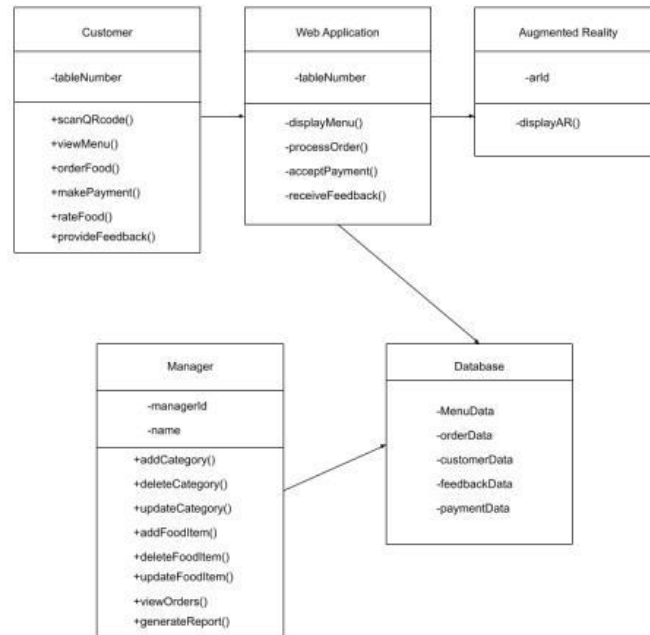 Customer
-tableNumber
+scanQRcode()
+viewMenu()
+orderFood()
+makePayment()
+rateFood()
+provideFeedback()
Web Application
-tableNumber
-displayMenu()
-processOrder()
-acceptPayment()
-receiveFeedback()
Augmented Reality
-arId
-displayAR()
Manager
-managerId
-name
+addCategory()
+deleteCategory()
+updateCategory()
+addFoodItem()
+deleteFoodItem()
+updateFoodItem()
+viewOrders()
+generateReport()
Database
-MenuData
-orderData
-customerData
-feedbackData
-paymentData